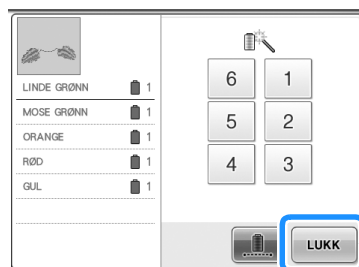 LINDE GRØNN 1
MOSE GRØNN 1
ORANGE 1
RØD 1
GUL 1
6 1
5 2
4 3
LUKK